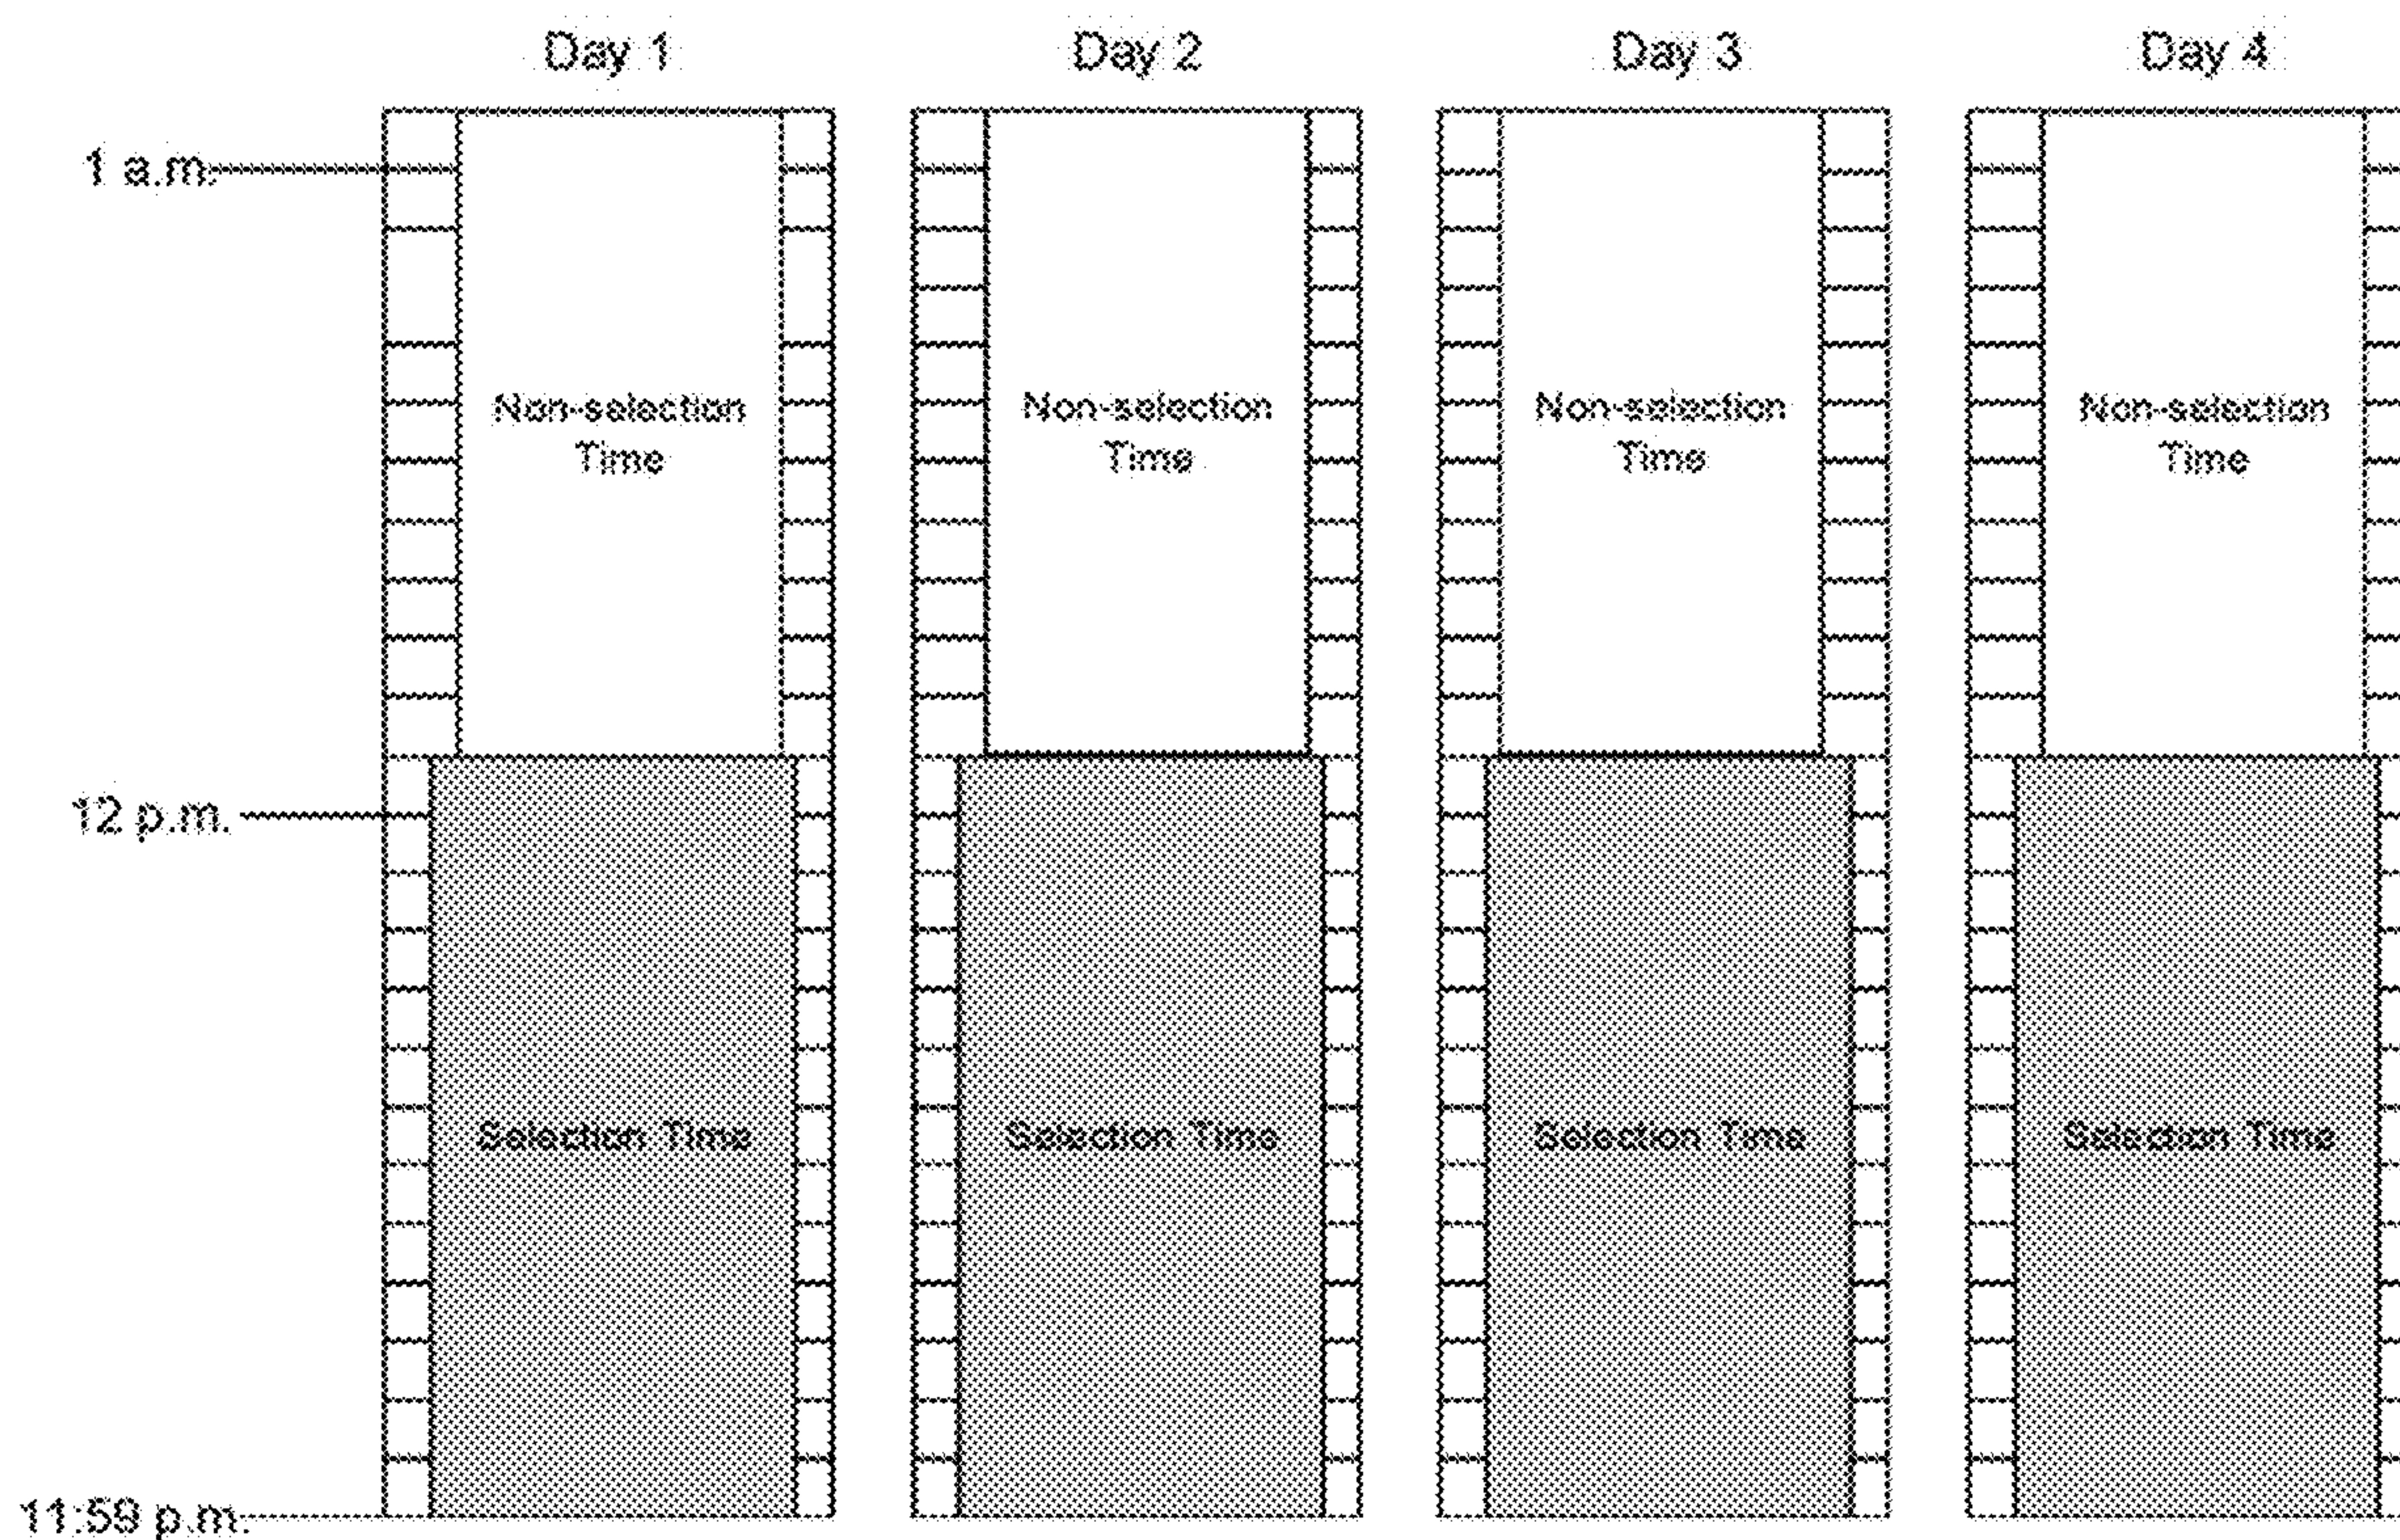 Day 1
Day 2
Day 3
Day 4
1 a.m.
Non-selection
Time
Non-selection
Time
Non-selection
Time
Non-selection
Time
12 p.m.
Selection Time
Selection Time
Selection Time
Selection Time
11:59 p.m.